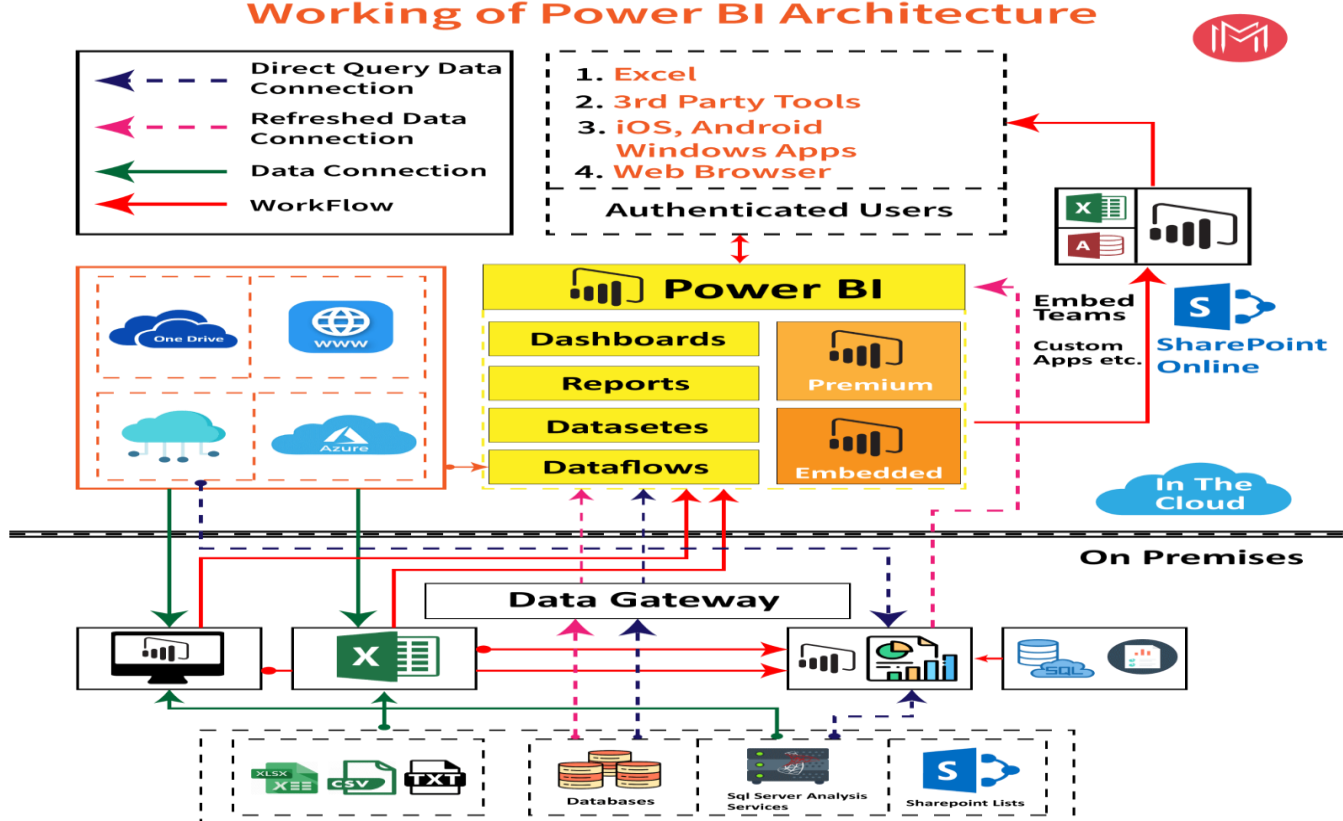 Working of Power BI Architecture
Direct Query Data
Connection
Refreshed Data
Connection
Data Connection
WorkFlow
1. Excel
2. 3rd Party Tools
3. iOS, Android
Windows Apps
4. Web Browser
Authenticated Users
X
A
One Drive
WWW
Azure
Power BI
Dashboards
Reports
Datasetes
Dataflows
Premium
Embedded
Embed
Teams
Custom
Apps etc.
S
SharePoint
Online
In The
Cloud
On Premises
Data Gateway
X
SQL
XLSX
CSV
TXT
Databases
Sql Server Analysis
Services
S
Sharepoint Lists